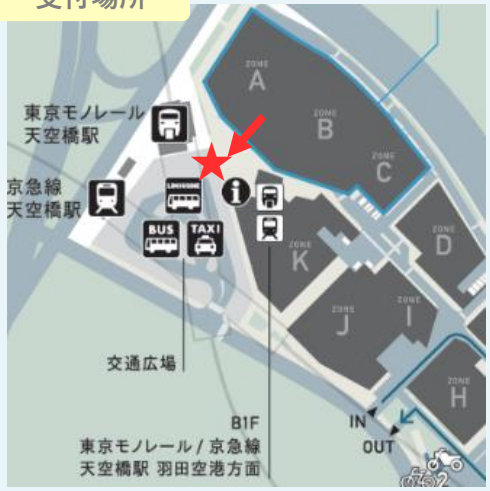 受付場所
ZONE
A
ZONE
B
ZONE
C
東京モノレール
天空橋駅
京急線
天空橋駅
LIMOUSINE
i
BUS
TAXI
ZONE
D
ZONE
K
ZONE
J
ZONE
I
ZONE
H
交通広場
B1F
東京モノレール / 京急線
天空橋駅 羽田空港方面
IN
OUT
2